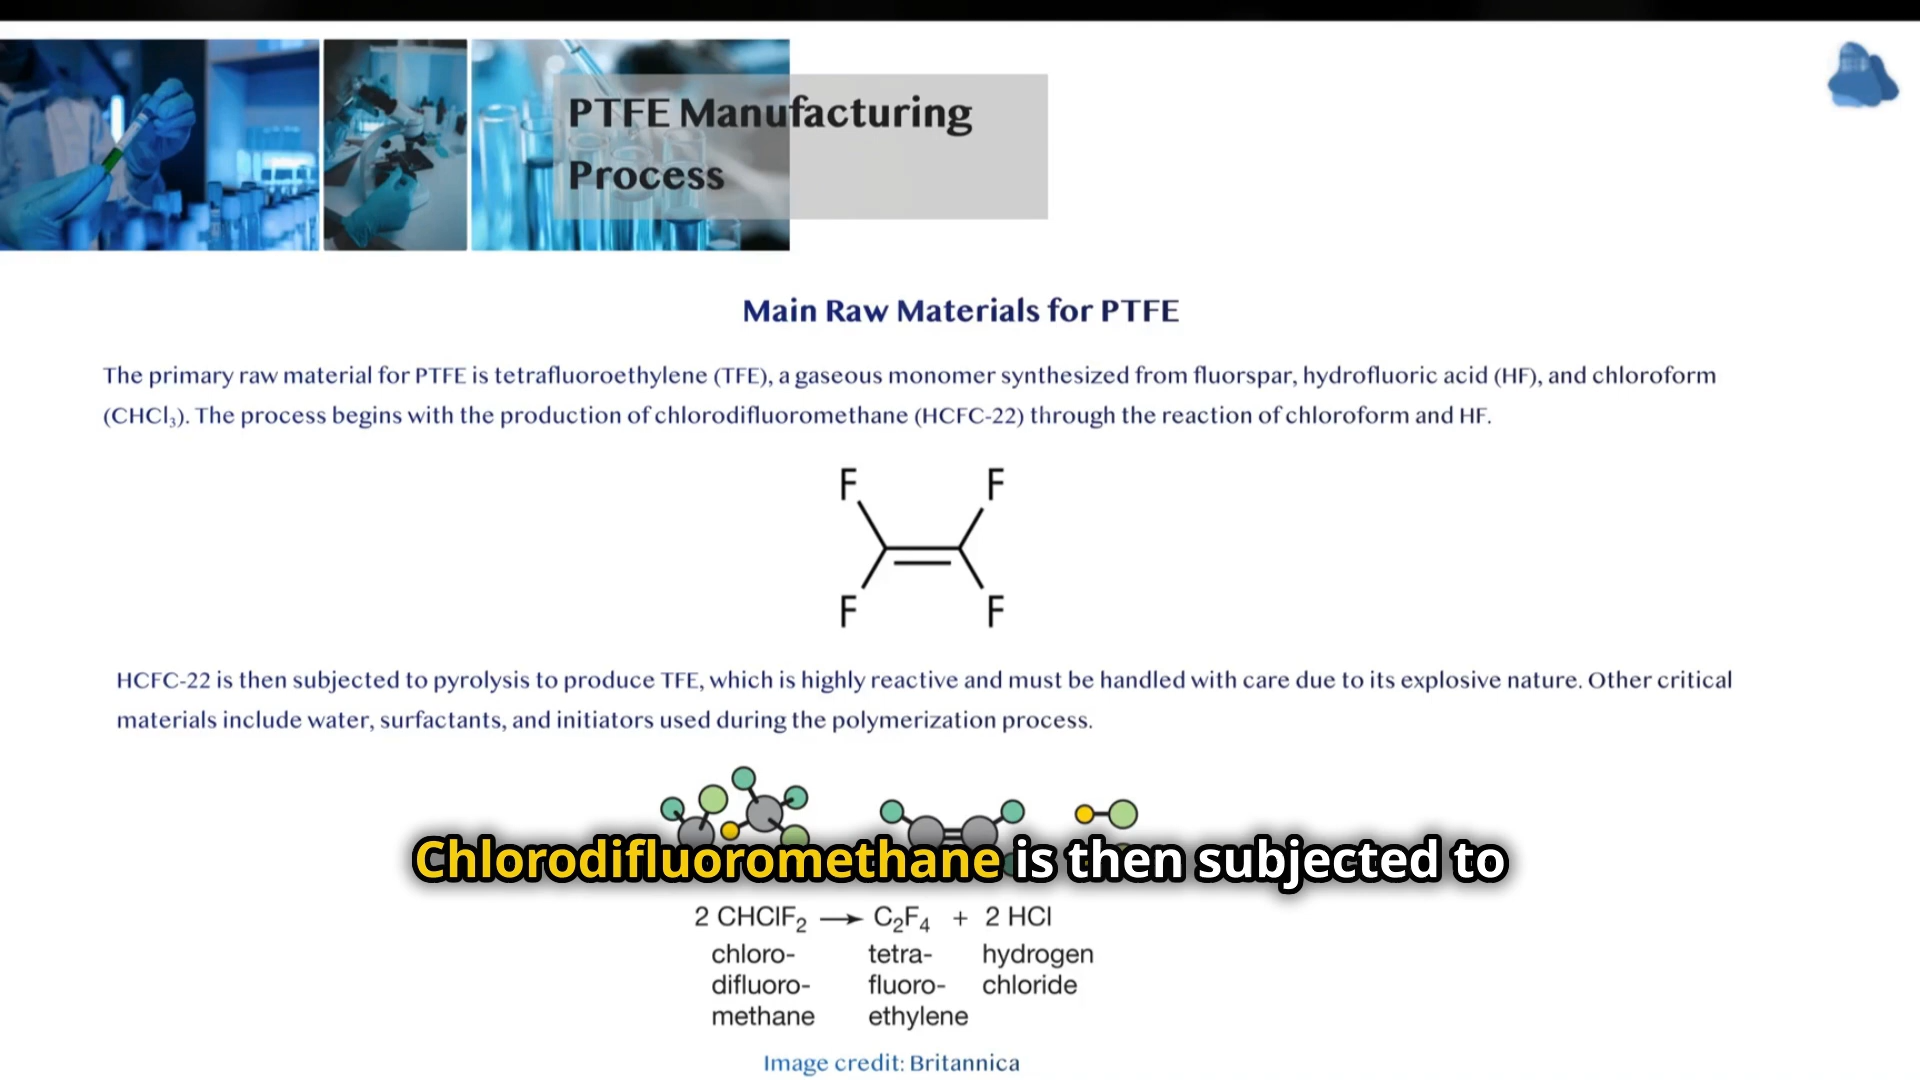 PTFE Manufacturing
Process
Main Raw Materials for PTFE
The primary raw material for PTFE is tetrafluoroethylene (TFE), a gaseous monomer synthesized from fluorspar, hydrofluoric acid (HF), and chloroform
(CHCl₃). The process begins with the production of chlorodifluoromethane (HCFC-22) through the reaction of chloroform and HF.
F F
F F
HCFC-22 is then subjected to pyrolysis to produce TFE, which is highly reactive and must be handled with care due to its explosive nature. Other critical
materials include water, surfactants, and initiators used during the polymerization process.
Chlorodifluoromethane is then subjected to
2 CHClF₂ → C₂F₄ + 2 HCl
chloro- tetra- hydrogen
difluoro- fluoro- chloride
methane ethylene
Image credit: Britannica